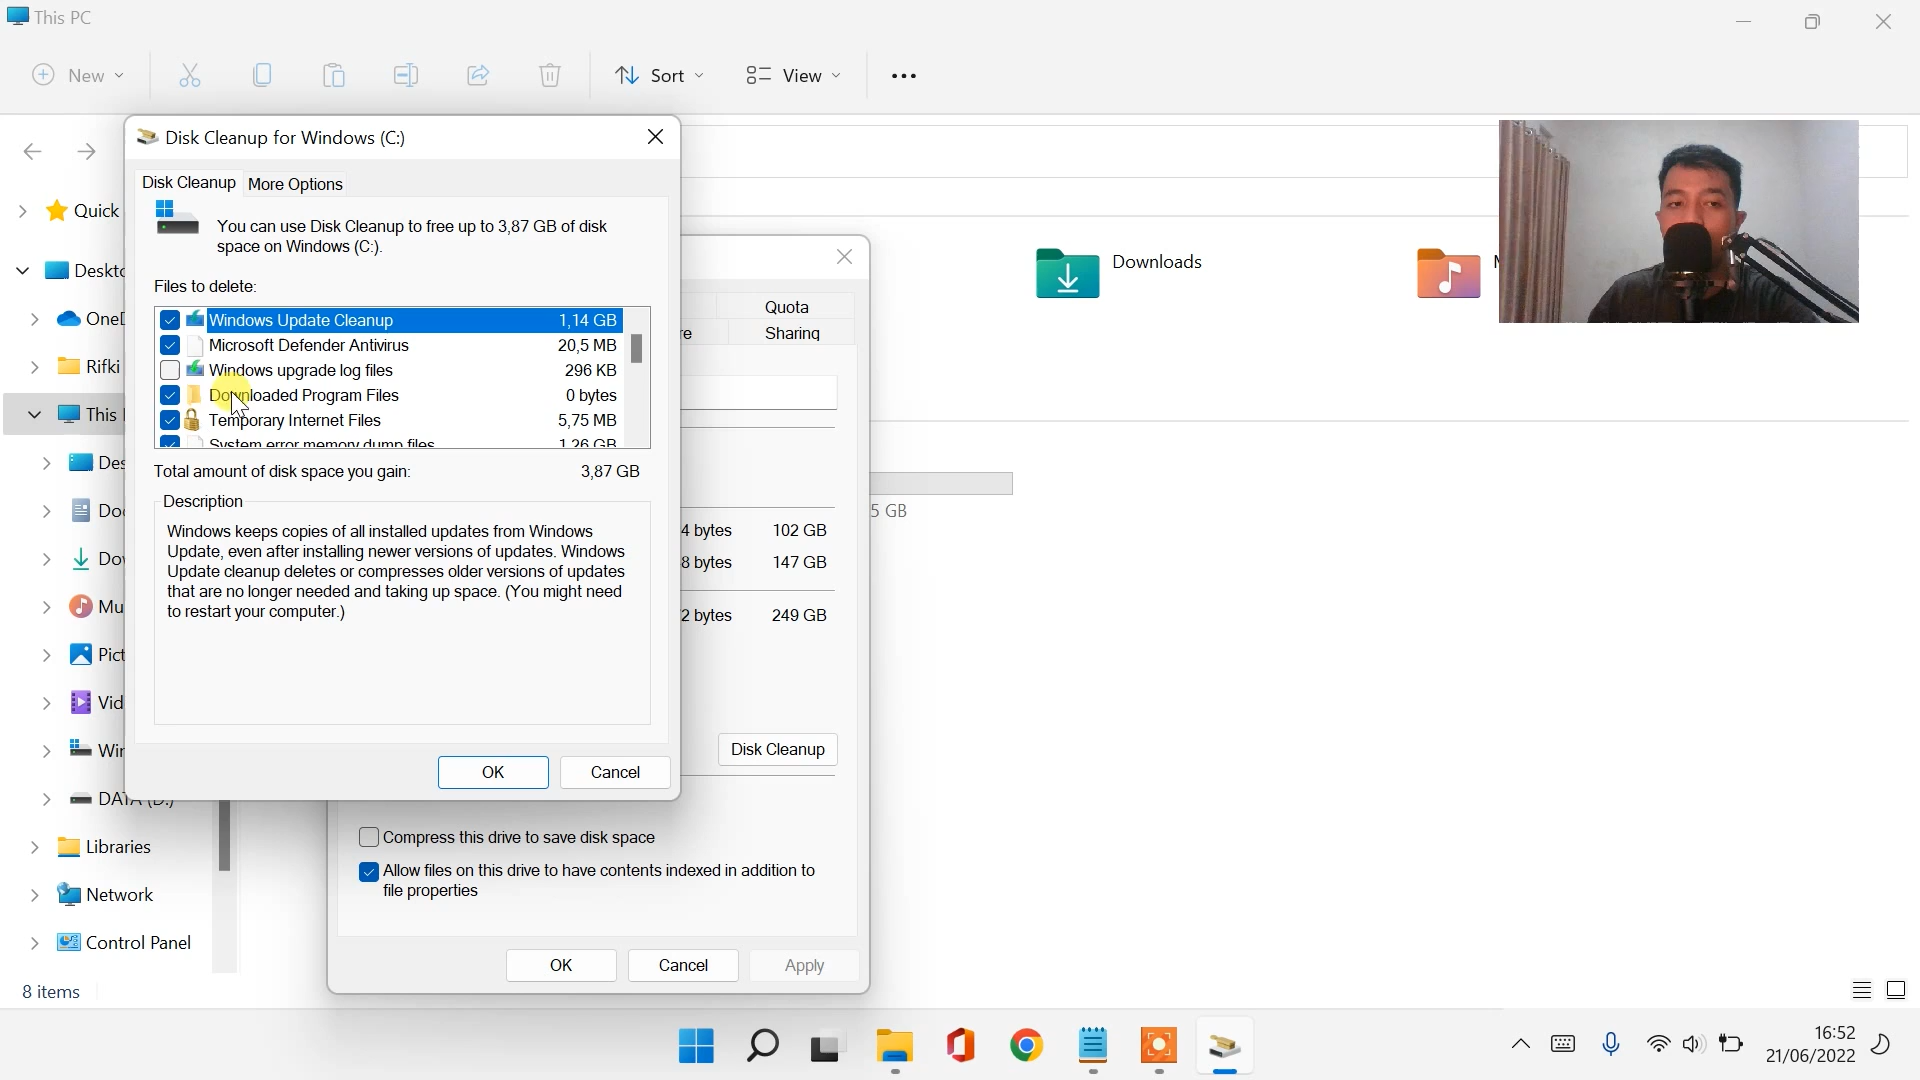 This PC
New
Sort
View
Disk Cleanup for Windows (C:)
Disk Cleanup
More Options
You can use Disk Cleanup to free up to 3,87 GB of disk
space on Windows (C:).
Files to delete:
Windows Update Cleanup 1,14 GB
Microsoft Defender Antivirus 20,5 MB
Windows upgrade log files 296 KB
Downloaded Program Files 0 bytes
Temporary Internet Files 5,75 MB
System error memory dump files 1,26 GB
Total amount of disk space you gain: 3,87 GB
Description
Windows keeps copies of all installed updates from Windows
Update, even after installing newer versions of updates. Windows
Update cleanup deletes or compresses older versions of updates
that are no longer needed and taking up space. (You might need
to restart your computer.)
OK
Cancel
Quick
Deskto
OneD
Rifki
This
Des
Doc
Dow
Mu
Pict
Vid
Win
DATA (D:)
Libraries
Network
Control Panel
8 items
Quota
re
Sharing
4 bytes 102 GB
8 bytes 147 GB
2 bytes 249 GB
Disk Cleanup
Compress this drive to save disk space
Allow files on this drive to have contents indexed in addition to
file properties
OK
Cancel
Apply
Downloads
M
5 GB
16:52
21/06/2022